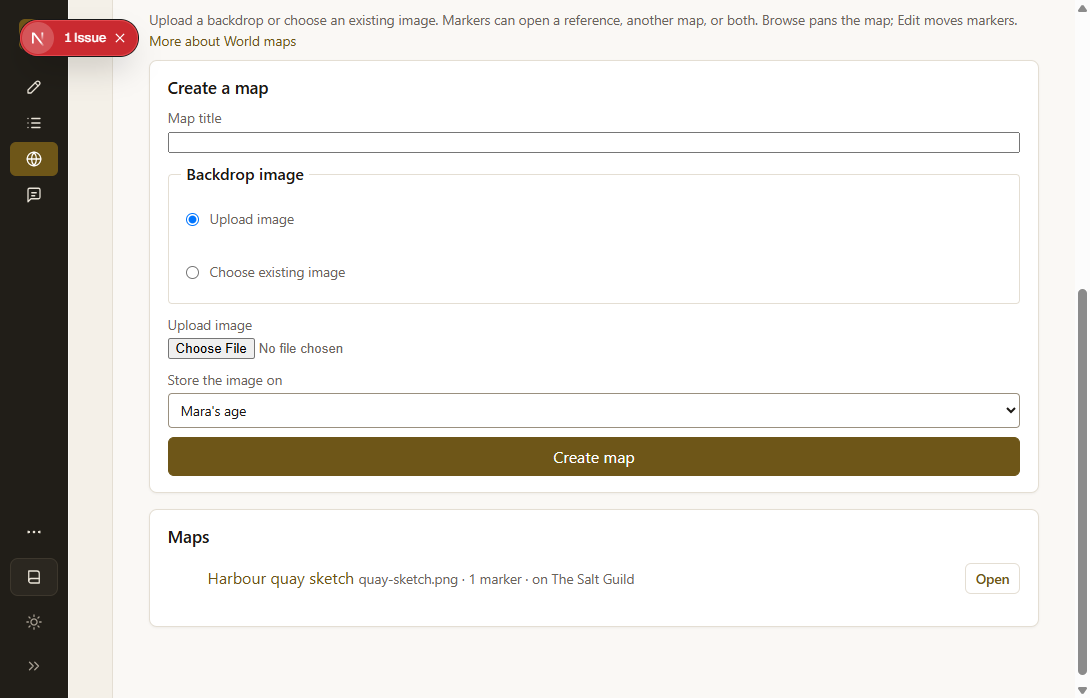 Upload a backdrop or choose an existing image. Markers can open a reference, another map, or both. Browse pans the map; Edit moves markers.
More about World maps
N 1 Issue
Create a map
Map title
Backdrop image
Upload image
Choose existing image
Upload image
Choose File No file chosen
Store the image on
Mara's age
Create map
Maps
Harbour quay sketch quay-sketch.png · 1 marker · on The Salt Guild
Open